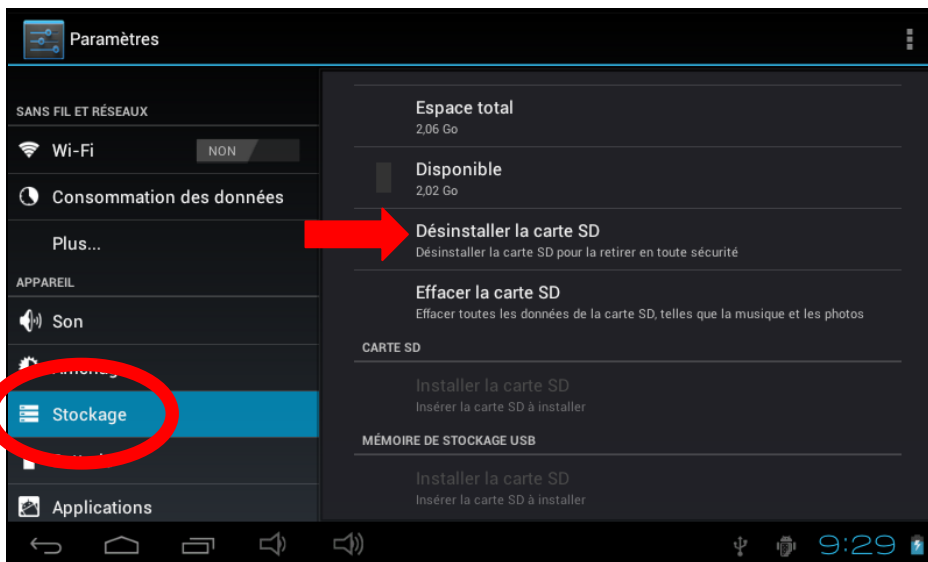 Paramètres
SANS FIL ET RÉSEAUX
Wi-Fi
NON
Consommation des données
Plus...
APPAREIL
Son
Stockage
Applications
Espace total
2,06 Go
Disponible
2,02 Go
Désinstaller la carte SD
Désinstaller la carte SD pour la retirer en toute sécurité
Effacer la carte SD
Effacer toutes les données de la carte SD, telles que la musique et les photos
CARTE SD
Installer la carte SD
Insérer la carte SD à installer
MÉMOIRE DE STOCKAGE USB
Installer la carte SD
Insérer la carte SD à installer
9:29